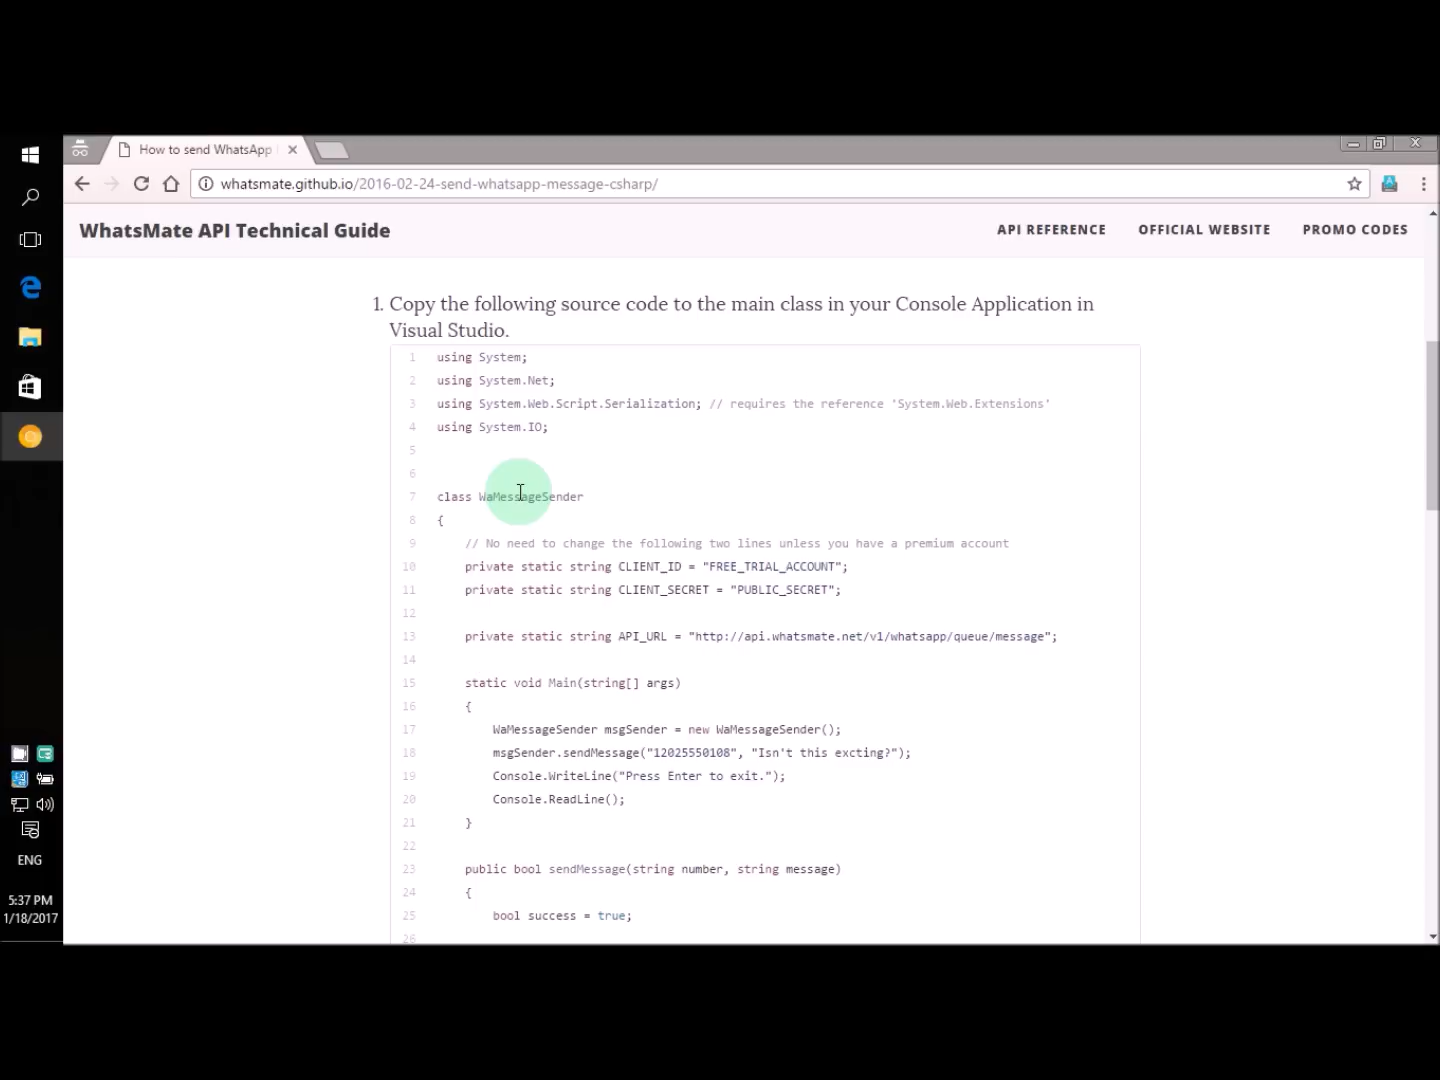 How to send WhatsApp
whatsmate.github.io/2016-02-24-send-whatsapp-message-csharp/
WhatsMate API Technical Guide
API REFERENCE
OFFICIAL WEBSITE
PROMO CODES
1. Copy the following source code to the main class in your Console Application in
Visual Studio.
1 using System;
2 using System.Net;
3 using System.Web.Script.Serialization; // requires the reference 'System.Web.Extensions'
4 using System.IO;
5
6
7 class WaMessageSender
8 {
9 // No need to change the following two lines unless you have a premium account
10 private static string CLIENT_ID = "FREE_TRIAL_ACCOUNT";
11 private static string CLIENT_SECRET = "PUBLIC_SECRET";
12
13 private static string API_URL = "http://api.whatsmate.net/v1/whatsapp/queue/message";
14
15 static void Main(string[] args)
16 {
17 WaMessageSender msgSender = new WaMessageSender();
18 msgSender.sendMessage("12025550108", "Isn't this excting?");
19 Console.WriteLine("Press Enter to exit.");
20 Console.ReadLine();
21 }
22
23 public bool sendMessage(string number, string message)
24 {
25 bool success = true;
26
ENG
5:37 PM
1/18/2017